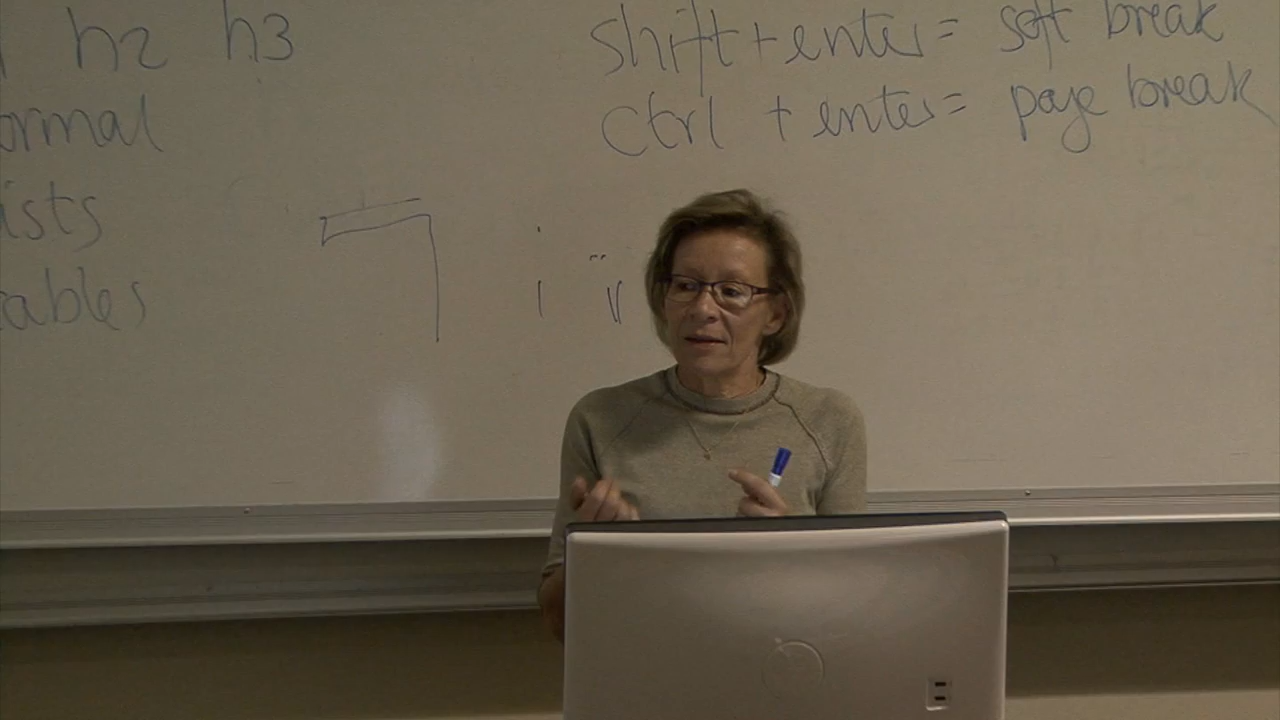 h2 h3
ormal
ists
ables
shift + enter = soft break
ctrl + enter = page break